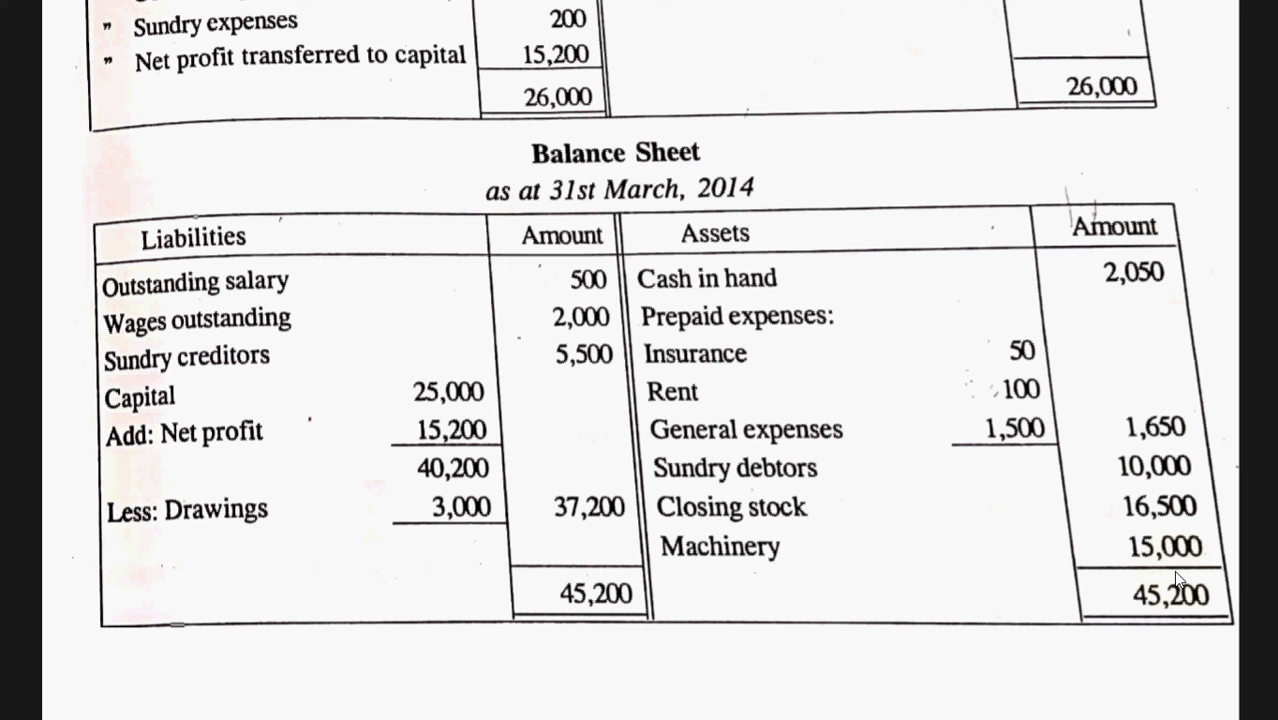 " Sundry expenses 200
" Net profit transferred to capital 15,200
26,000 26,000
Balance Sheet
as at 31st March, 2014
Liabilities Amount Assets Amount
Outstanding salary 500 Cash in hand 2,050
Wages outstanding 2,000 Prepaid expenses:
Sundry creditors 5,500 Insurance 50
Capital 25,000 Rent 100
Add: Net profit 15,200 General expenses 1,500 1,650
40,200 Sundry debtors 10,000
Less: Drawings 3,000 37,200 Closing stock 16,500
Machinery 15,000
45,200 45,200